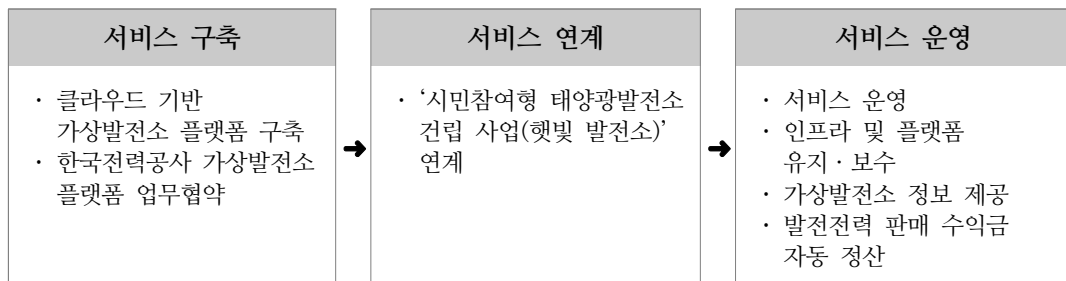 서비스 구축
· 클라우드 기반
가상발전소 플랫폼 구축
· 한국전력공사 가상발전소
플랫폼 업무협약
서비스 연계
· ‘시민참여형 태양광발전소
건립 사업(햇빛 발전소)’
연계
서비스 운영
· 서비스 운영
· 인프라 및 플랫폼
유지·보수
· 가상발전소 정보 제공
· 발전전력 판매 수익금
자동 정산